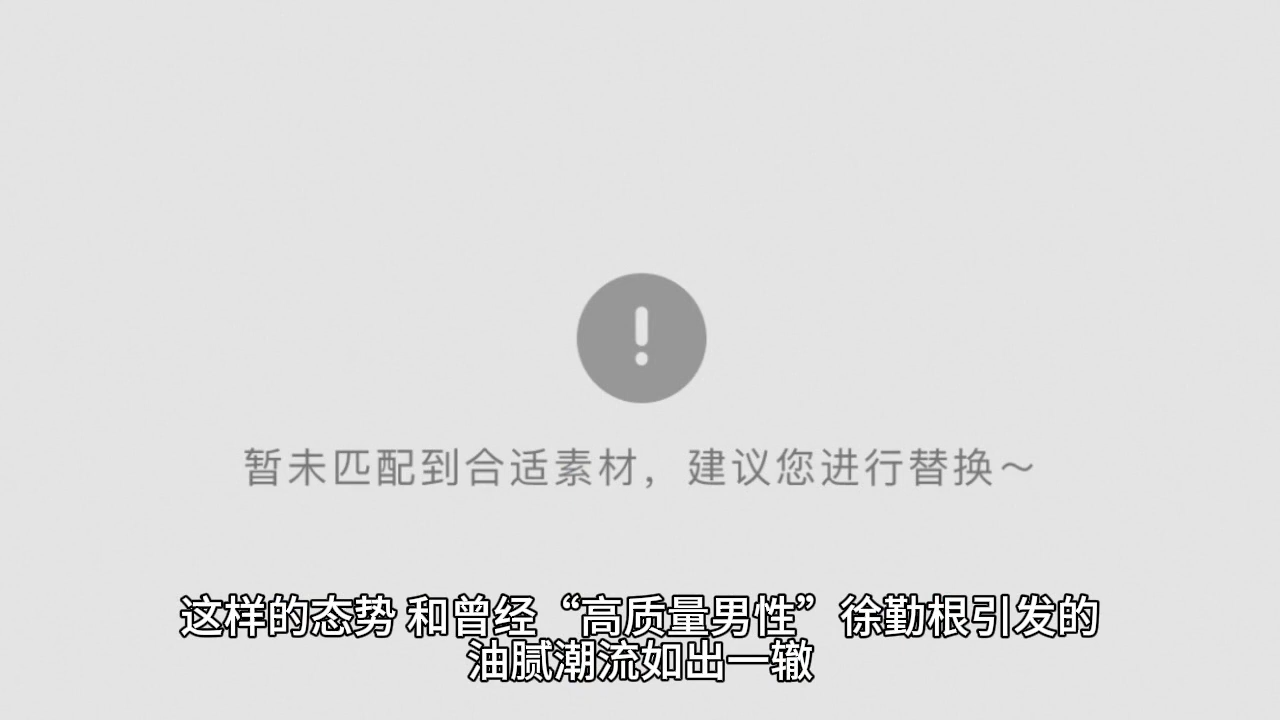 暂未匹配到合适素材，建议您进行替换～
这样的态势 和曾经“高质量男性”徐勤根引发的
油腻潮流如出一辙